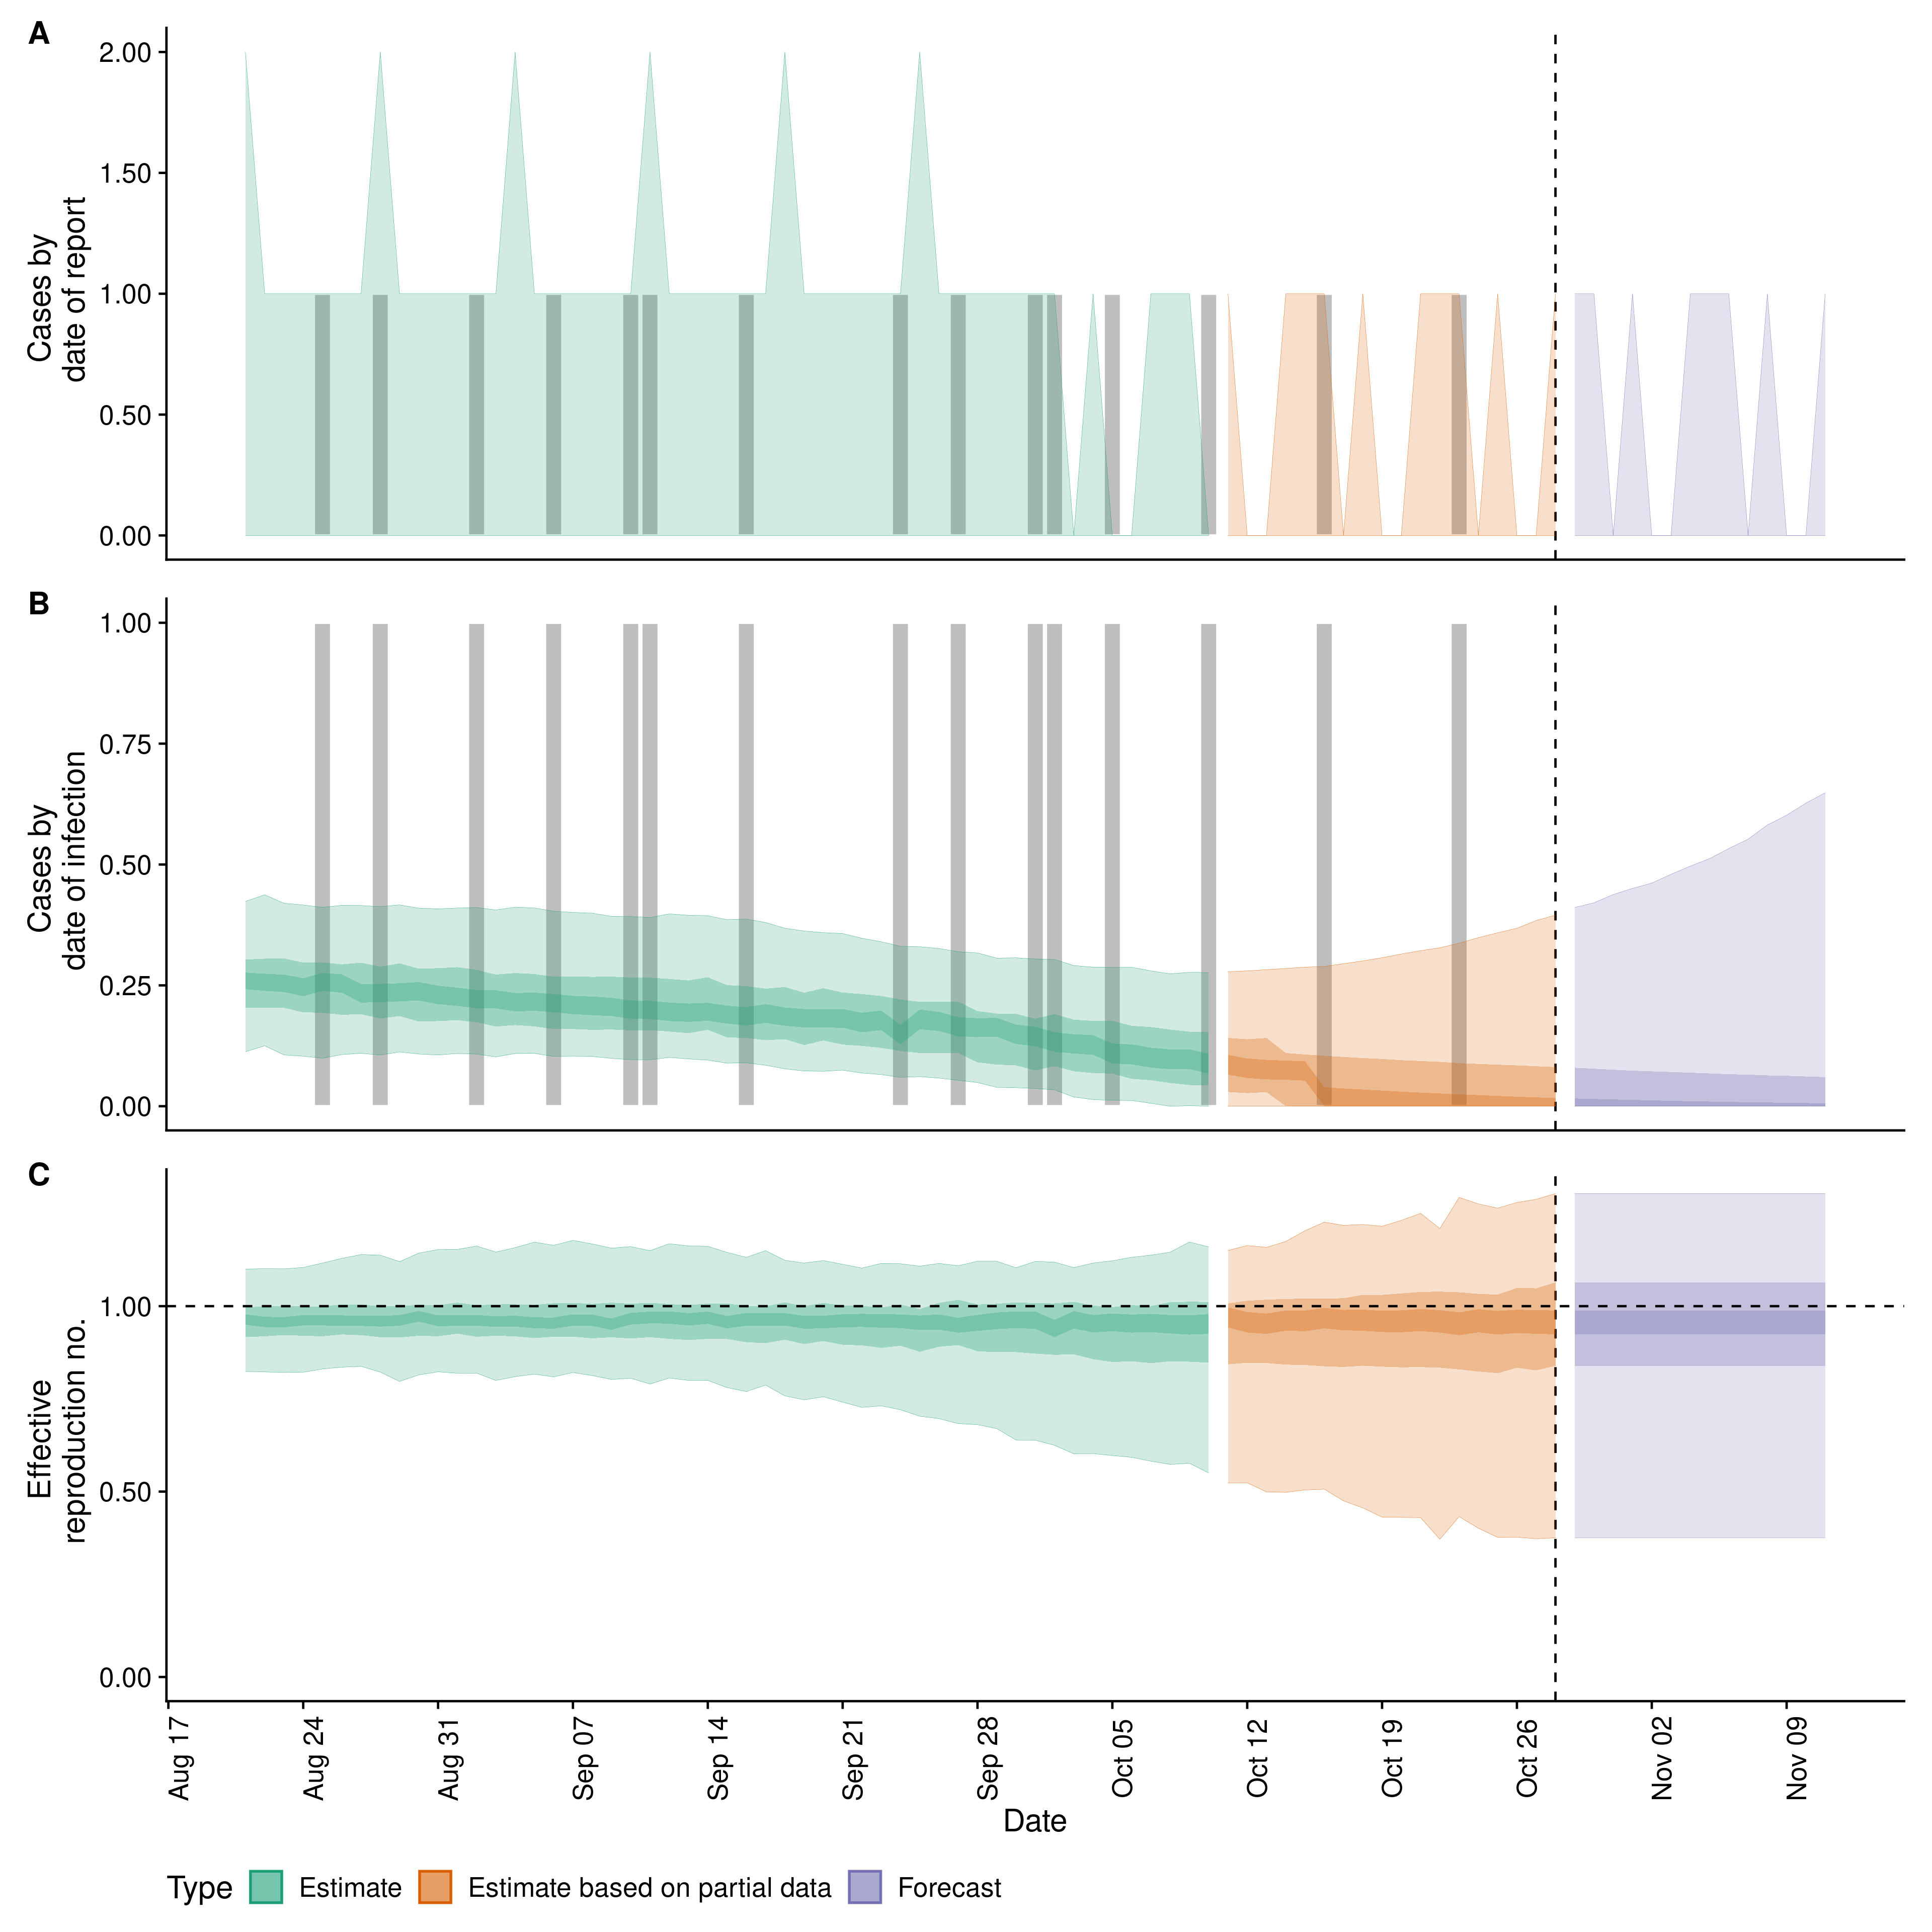 A
2.00
1.50
1.00
0.50
0.00
Cases by
date of report
B
1.00
0.75
0.50
0.25
0.00
Cases by
date of infection
C
1.00
0.50
0.00
Effective
reproduction no.
Aug 17
Aug 24
Aug 31
Sep 07
Sep 14
Sep 21
Sep 28
Oct 05
Oct 12
Oct 19
Oct 26
Nov 02
Nov 09
Date
Type Estimate Estimate based on partial data Forecast